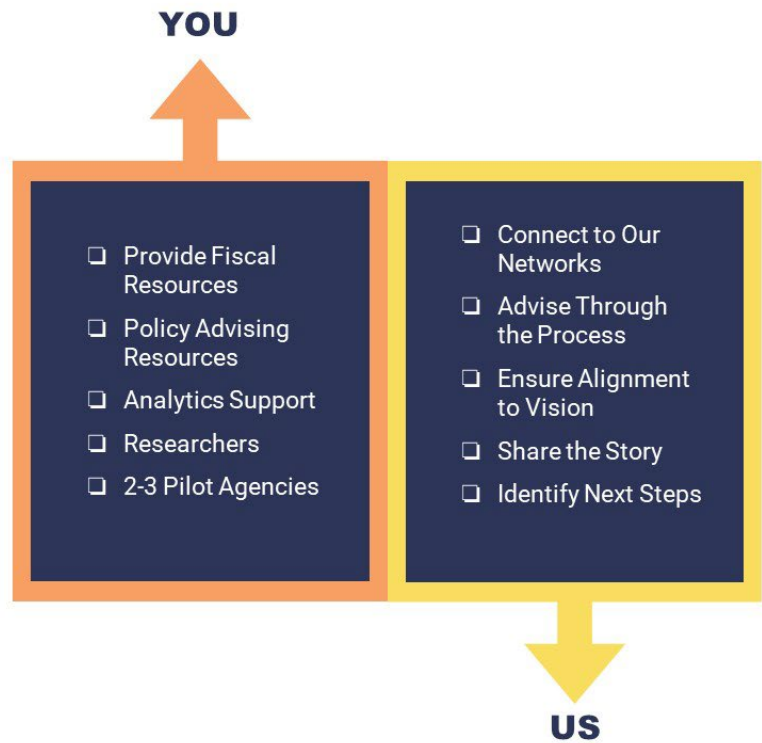 YOU
❏ Provide Fiscal
Resources
❏ Policy Advising
Resources
❏ Analytics Support
❏ Researchers
❏ 2-3 Pilot Agencies
❏ Connect to Our
Networks
❏ Advise Through
the Process
❏ Ensure Alignment
to Vision
❏ Share the Story
❏ Identify Next Steps
US